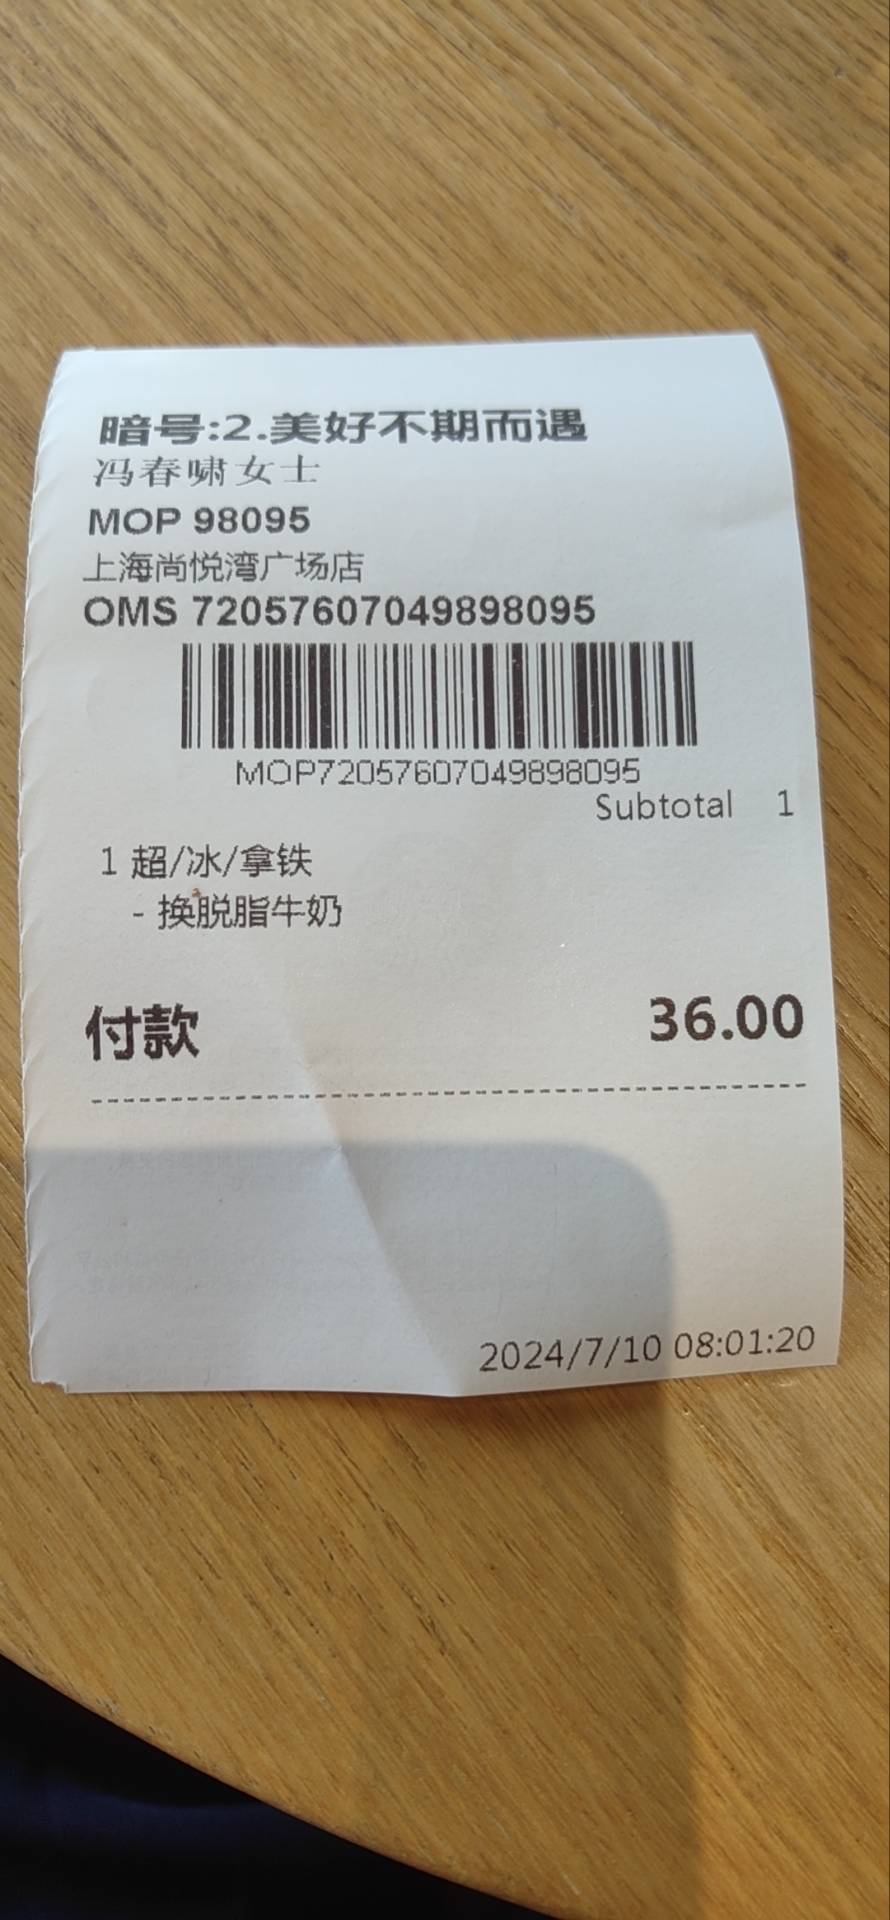 暗号:2.美好不期而遇
冯春啸女士
MOP 98095
上海尚悦湾广场店
OMS 72057607049898095
MOP72057607049898095
Subtotal 1
1 超/冰/拿铁
- 换脱脂牛奶
付款 36.00
2024/7/10 08:01:20